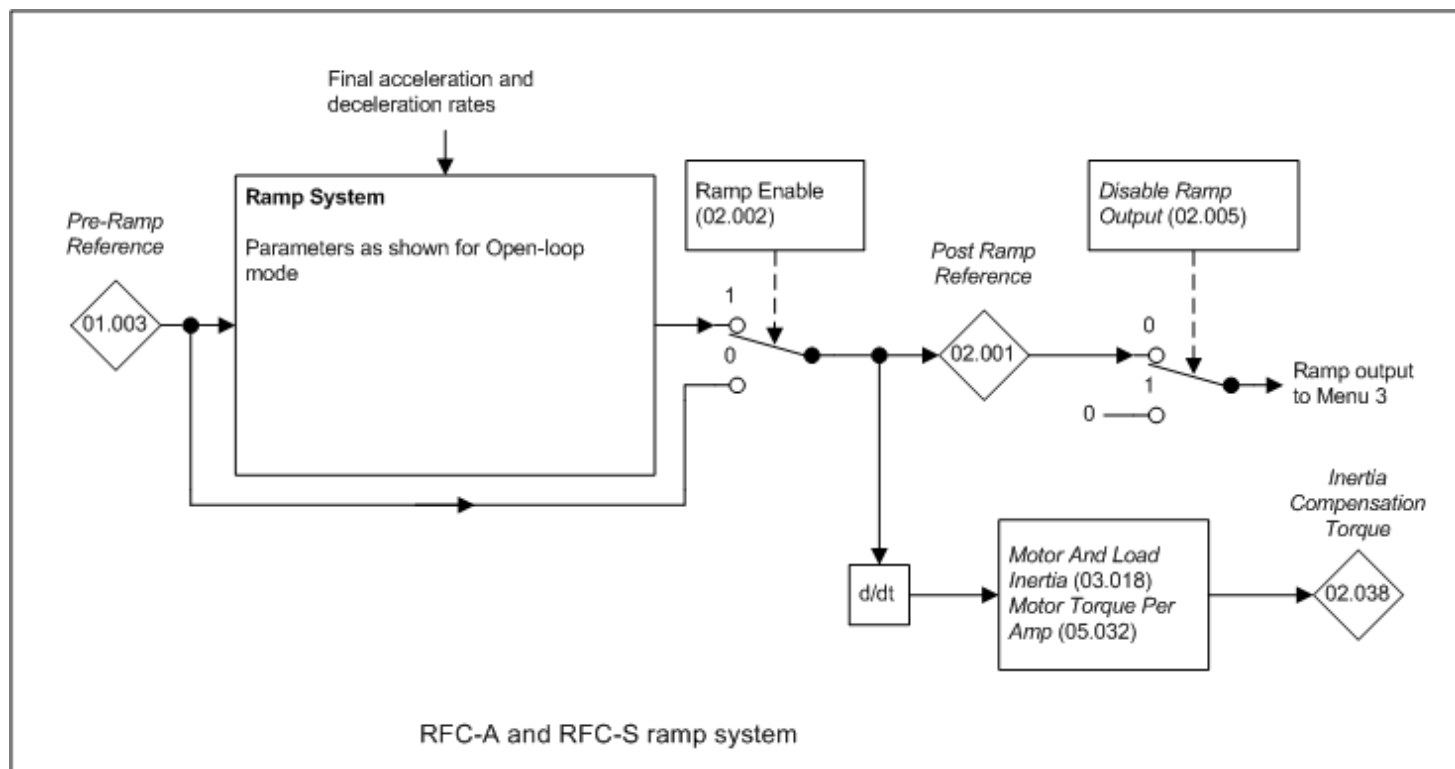 Final acceleration and
deceleration rates
Pre-Ramp
Reference
01.003
Ramp System
Parameters as shown for Open-loop
mode
Ramp Enable
(02.002)
1
0
Post Ramp
Reference
02.001
Disable Ramp
Output (02.005)
0
1
0
Ramp output
to Menu 3
d/dt
Motor And Load
Inertia (03.018)
Motor Torque Per
Amp (05.032)
Inertia
Compensation
Torque
02.038
RFC-A and RFC-S ramp system